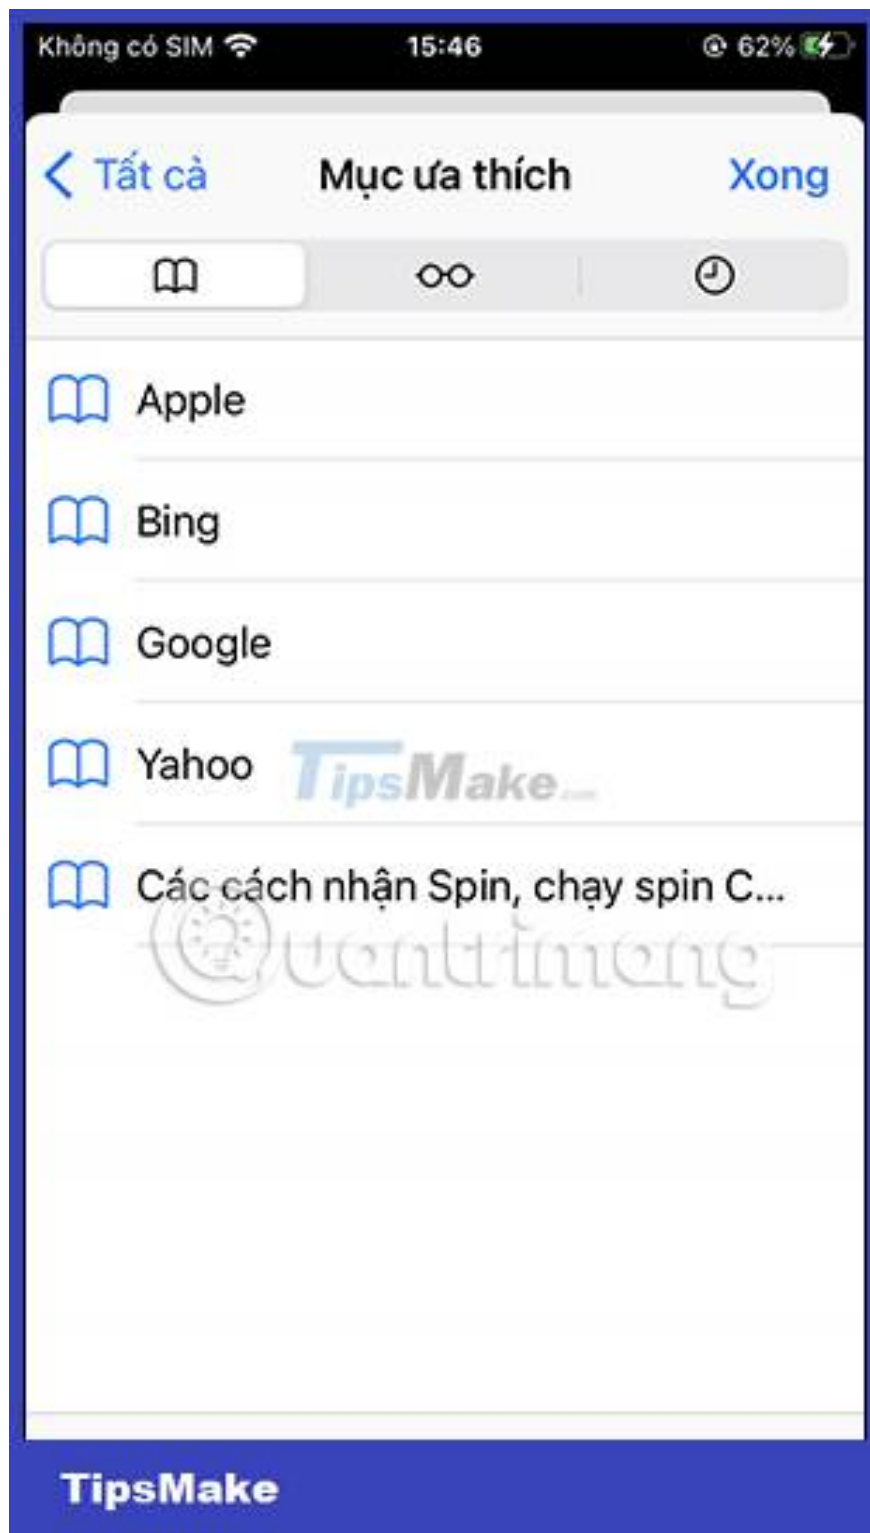 Không có SIM 15:46 62%
Tất cả Mục ưa thích Xong
Apple
Bing
Google
Yahoo
TipsMake.com
Các cách nhận Spin, chạy spin C...
Quantrimang
TipsMake